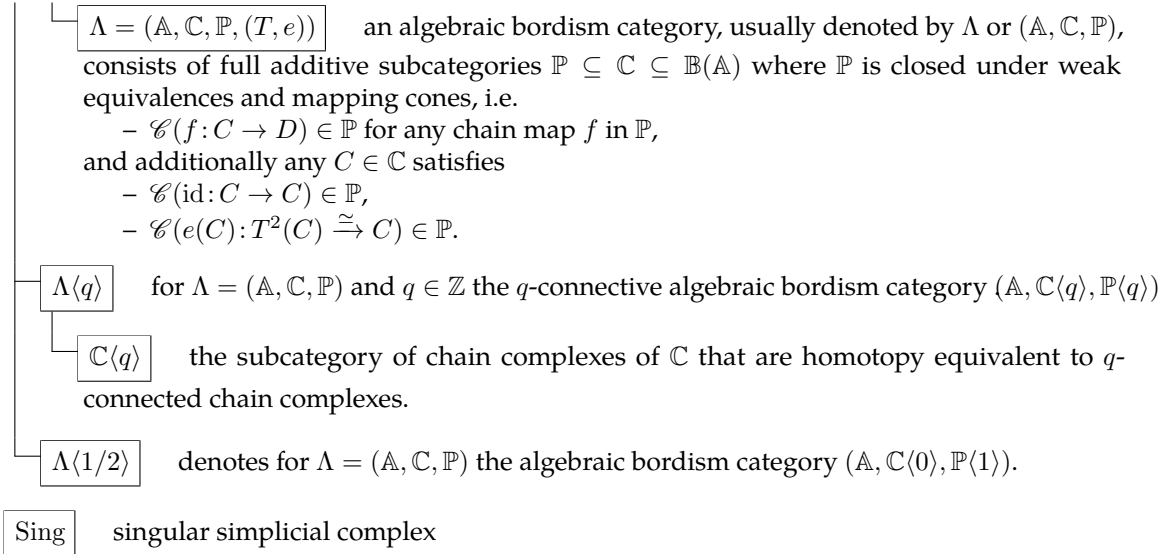 Λ = (𝔸, ℂ, ℙ, (T, e)) an algebraic bordism category, usually denoted by Λ or (𝔸, ℂ, ℙ),
consists of full additive subcategories ℙ ⊆ ℂ ⊆ 𝔹(𝔸) where ℙ is closed under weak
equivalences and mapping cones, i.e.
– 𝒞(f : C → D) ∈ ℙ for any chain map f in ℙ,
and additionally any C ∈ ℂ satisfies
– 𝒞(id : C → C) ∈ ℙ,
– 𝒞(e(C) : T²(C) ≃→ C) ∈ ℙ.
Λ⟨q⟩ for Λ = (𝔸, ℂ, ℙ) and q ∈ ℤ the q-connective algebraic bordism category (𝔸, ℂ⟨q⟩, ℙ⟨q⟩)
ℂ⟨q⟩ the subcategory of chain complexes of ℂ that are homotopy equivalent to q-
connected chain complexes.
Λ⟨1/2⟩ denotes for Λ = (𝔸, ℂ, ℙ) the algebraic bordism category (𝔸, ℂ⟨0⟩, ℙ⟨1⟩).
Sing singular simplicial complex